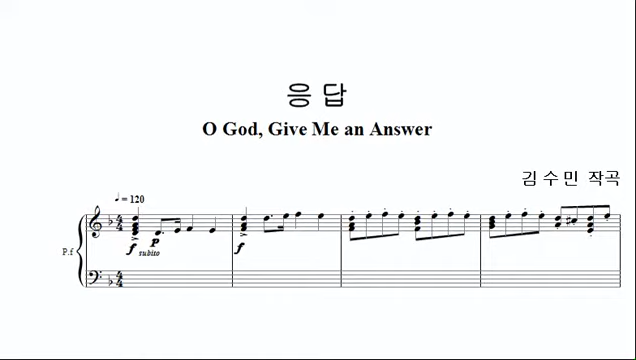 응 답
O God, Give Me an Answer
김 수 민 작곡
♩ = 120
P.f
f p subito f